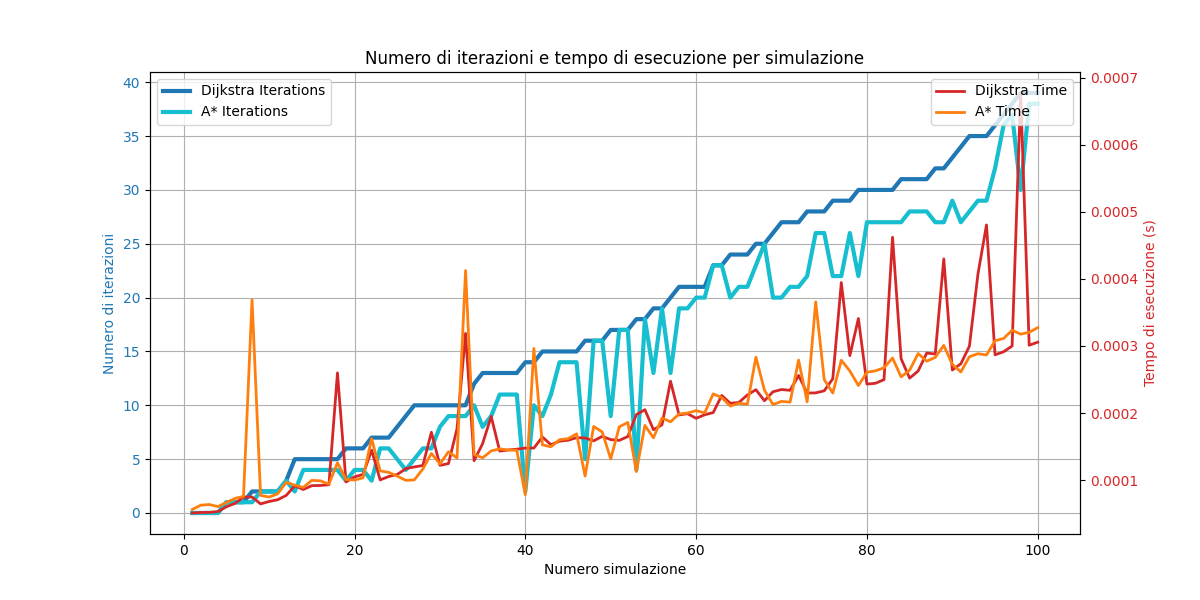 Numero di iterazioni e tempo di esecuzione per simulazione
Dijkstra Iterations
A* Iterations
Dijkstra Time
A* Time
Numero di iterazioni
40
35
30
25
20
15
10
5
0
0.0007
0.0006
0.0005
0.0004
0.0003
0.0002
0.0001
Tempo di esecuzione (s)
0 20 40 60 80 100
Numero simulazione